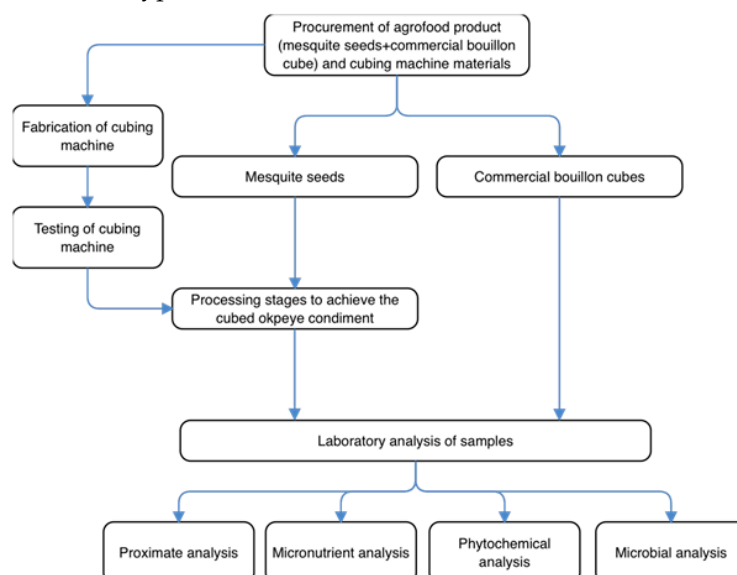 Procurement of agrofood product
(mesquite seeds+commercial bouillon
cube) and cubing machine materials
Fabrication of cubing
machine
Mesquite seeds
Commercial bouillon cubes
Testing of cubing
machine
Processing stages to achieve the
cubed okpeye condiment
Laboratory analysis of samples
Proximate analysis
Micronutrient analysis
Phytochemical
analysis
Microbial analysis